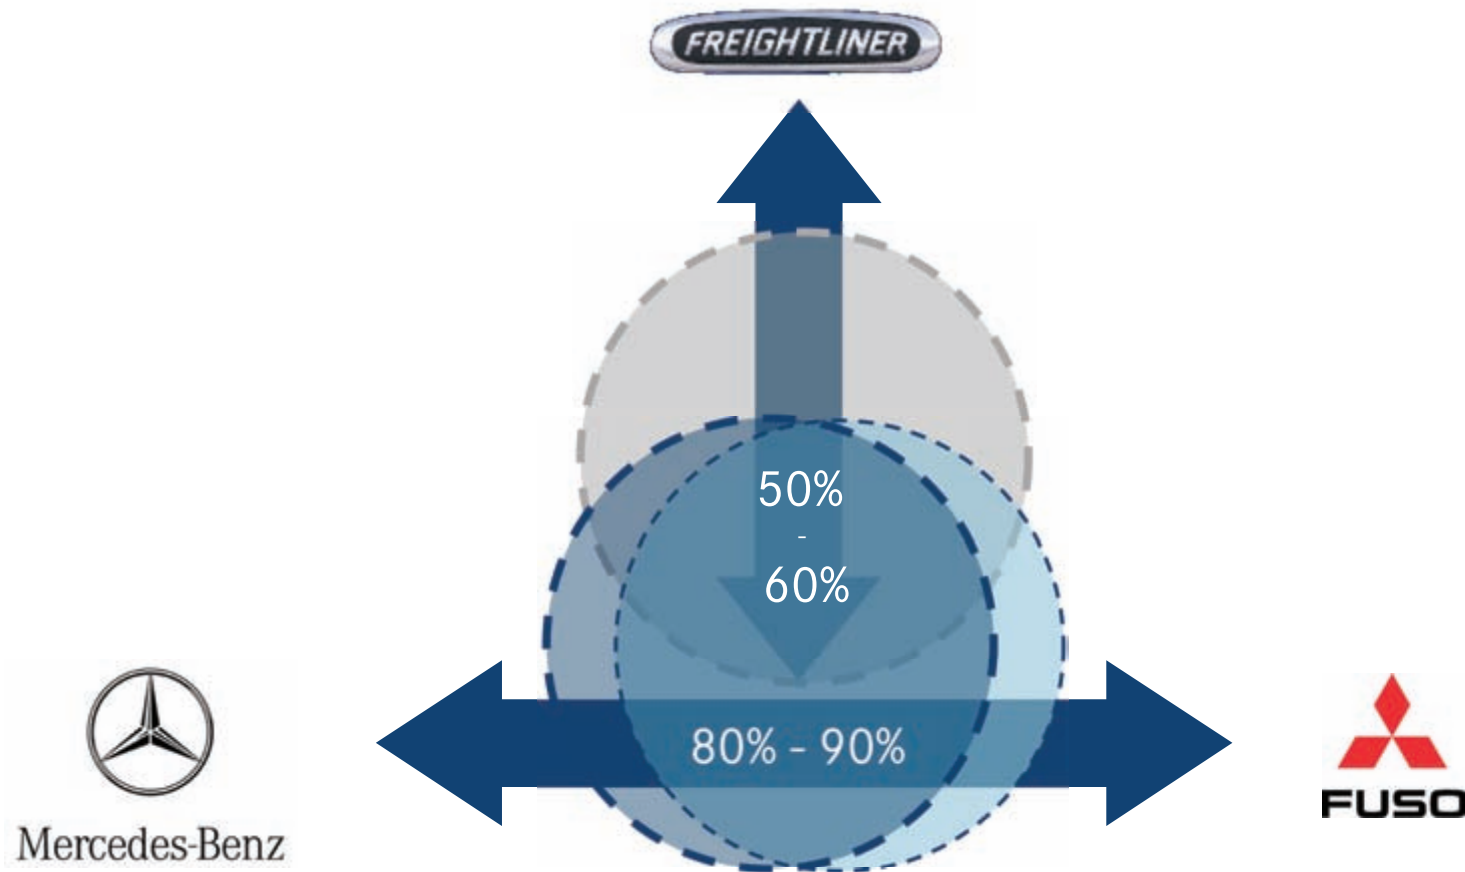 FREIGHTLINER
50%
-
60%
80% - 90%
Mercedes-Benz
FUSO